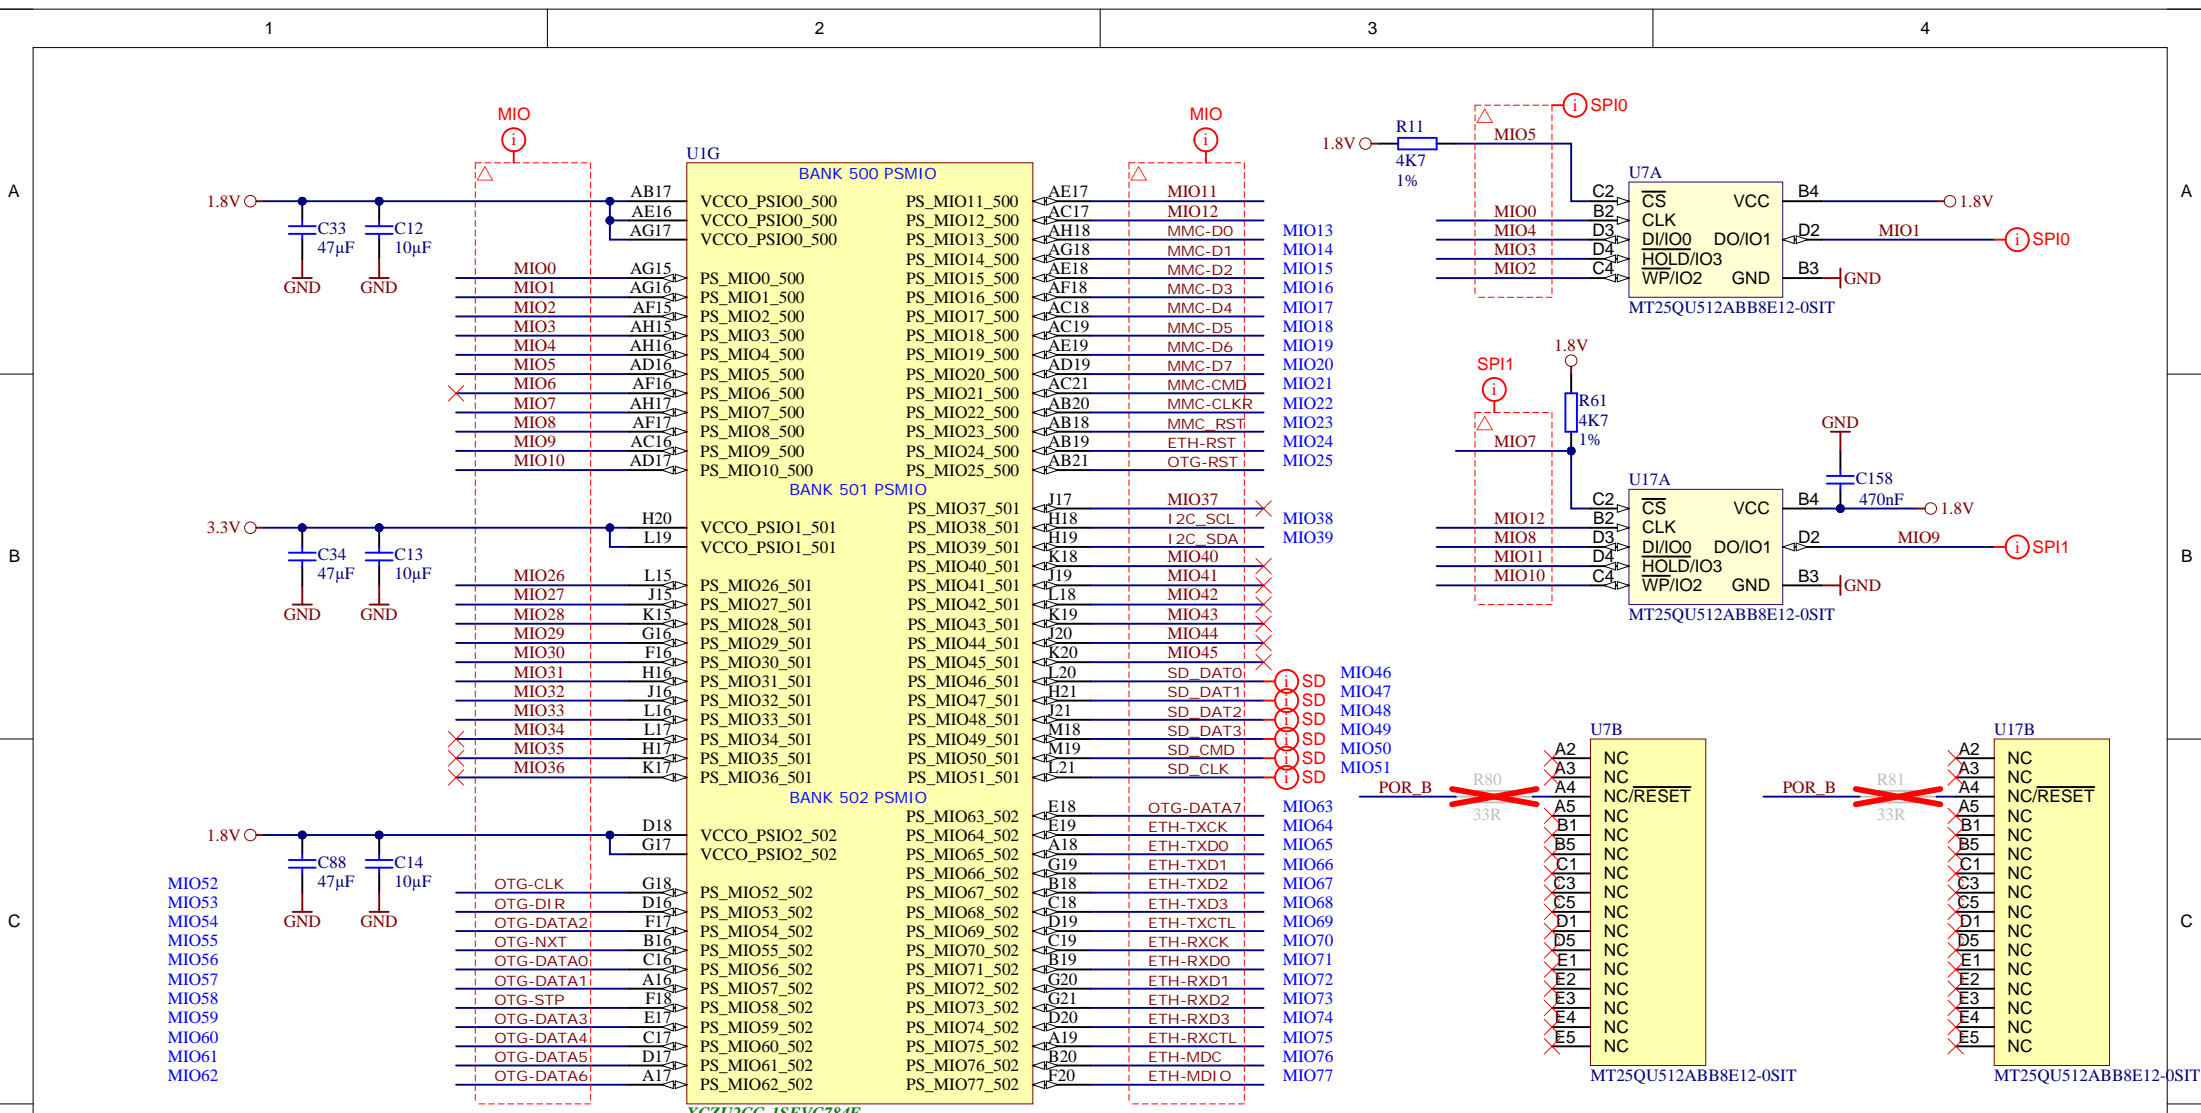 1 2 3 4
A A
B B
C C
MIO
MIO
SPI0
SPI0
SPI1
SPI1
U1G
BANK 500 PSMIO
1.8V
C33
47µF
GND
C12
10µF
GND
AB17 VCCO_PSIO0_500
AE16 VCCO_PSIO0_500
AG17 VCCO_PSIO0_500
MIO0 AG15 PS_MIO0_500
MIO1 AG16 PS_MIO1_500
MIO2 AF15 PS_MIO2_500
MIO3 AH15 PS_MIO3_500
MIO4 AH16 PS_MIO4_500
MIO5 AD16 PS_MIO5_500
MIO6 AF16 PS_MIO6_500
MIO7 AH17 PS_MIO7_500
MIO8 AF17 PS_MIO8_500
MIO9 AC16 PS_MIO9_500
MIO10 AD17 PS_MIO10_500
PS_MIO11_500 AE17 MIO11
PS_MIO12_500 AC17 MIO12
PS_MIO13_500 AH18 MMC-D0 MIO13
PS_MIO14_500 AG18 MMC-D1 MIO14
PS_MIO15_500 AE18 MMC-D2 MIO15
PS_MIO16_500 AF18 MMC-D3 MIO16
PS_MIO17_500 AC18 MMC-D4 MIO17
PS_MIO18_500 AC19 MMC-D5 MIO18
PS_MIO19_500 AE19 MMC-D6 MIO19
PS_MIO20_500 AD19 MMC-D7 MIO20
PS_MIO21_500 AC21 MMC-CMD MIO21
PS_MIO22_500 AB20 MMC-CLKR MIO22
PS_MIO23_500 AB18 MMC_RST MIO23
PS_MIO24_500 AB19 ETH-RST MIO24
PS_MIO25_500 AB21 OTG-RST MIO25
BANK 501 PSMIO
3.3V
C34
47µF
GND
C13
10µF
GND
H20 VCCO_PSIO1_501
L19 VCCO_PSIO1_501
MIO26 L15 PS_MIO26_501
MIO27 J15 PS_MIO27_501
MIO28 K15 PS_MIO28_501
MIO29 G16 PS_MIO29_501
MIO30 F16 PS_MIO30_501
MIO31 H16 PS_MIO31_501
MIO32 J16 PS_MIO32_501
MIO33 L16 PS_MIO33_501
MIO34 L17 PS_MIO34_501
MIO35 H17 PS_MIO35_501
MIO36 K17 PS_MIO36_501
PS_MIO37_501 J17 MIO37
PS_MIO38_501 H18 I2C_SCL MIO38
PS_MIO39_501 H19 I2C_SDA MIO39
PS_MIO40_501 K18 MIO40
PS_MIO41_501 J19 MIO41
PS_MIO42_501 L18 MIO42
PS_MIO43_501 K19 MIO43
PS_MIO44_501 J20 MIO44
PS_MIO45_501 K20 MIO45
PS_MIO46_501 L20 SD_DAT0 SD MIO46
PS_MIO47_501 H21 SD_DAT1 SD MIO47
PS_MIO48_501 J21 SD_DAT2 SD MIO48
PS_MIO49_501 M18 SD_DAT3 SD MIO49
PS_MIO50_501 M19 SD_CMD SD MIO50
PS_MIO51_501 L21 SD_CLK SD MIO51
BANK 502 PSMIO
1.8V
C88
47µF
GND
C14
10µF
GND
D18 VCCO_PSIO2_502
G17 VCCO_PSIO2_502
MIO52 OTG-CLK G18 PS_MIO52_502
MIO53 OTG-DIR D16 PS_MIO53_502
MIO54 OTG-DATA2 F17 PS_MIO54_502
MIO55 OTG-NXT B16 PS_MIO55_502
MIO56 OTG-DATA0 C16 PS_MIO56_502
MIO57 OTG-DATA1 A16 PS_MIO57_502
MIO58 OTG-STP F18 PS_MIO58_502
MIO59 OTG-DATA3 E17 PS_MIO59_502
MIO60 OTG-DATA4 C17 PS_MIO60_502
MIO61 OTG-DATA5 D17 PS_MIO61_502
MIO62 OTG-DATA6 A17 PS_MIO62_502
PS_MIO63_502 E18 OTG-DATA7 MIO63
PS_MIO64_502 E19 ETH-TXCK MIO64
PS_MIO65_502 A18 ETH-TXD0 MIO65
PS_MIO66_502 G19 ETH-TXD1 MIO66
PS_MIO67_502 B18 ETH-TXD2 MIO67
PS_MIO68_502 C18 ETH-TXD3 MIO68
PS_MIO69_502 D19 ETH-TXCTL MIO69
PS_MIO70_502 C19 ETH-RXCK MIO70
PS_MIO71_502 B19 ETH-RXD0 MIO71
PS_MIO72_502 G20 ETH-RXD1 MIO72
PS_MIO73_502 G21 ETH-RXD2 MIO73
PS_MIO74_502 D20 ETH-RXD3 MIO74
PS_MIO75_502 A19 ETH-RXCTL MIO75
PS_MIO76_502 B20 ETH-MDC MIO76
PS_MIO77_502 F20 ETH-MDIO MIO77
1.8V
R11
4K7
1%
MIO5
U7A
C2 CS VCC B4 1.8V
MIO0 B2 CLK
MIO4 D3 DI/IO0 DO/IO1 D2 MIO1
MIO3 D4 HOLD/IO3
MIO2 C4 WP/IO2 GND B3 GND
MT25QU512ABB8E12-0SIT
1.8V
R61
4K7
1%
MIO7
GND
C158
470nF
U17A
C2 CS VCC B4 1.8V
MIO12 B2 CLK
MIO8 D3 DI/IO0 DO/IO1 D2 MIO9
MIO11 D4 HOLD/IO3
MIO10 C4 WP/IO2 GND B3 GND
MT25QU512ABB8E12-0SIT
U7B
POR_B
R80
33R
A2 NC
A3 NC
A4 NC/RESET
A5 NC
B1 NC
B5 NC
C1 NC
C3 NC
C5 NC
D1 NC
D5 NC
E1 NC
E2 NC
E3 NC
E4 NC
E5 NC
MT25QU512ABB8E12-0SIT
U17B
POR_B
R81
33R
A2 NC
A3 NC
A4 NC/RESET
A5 NC
B1 NC
B5 NC
C1 NC
C3 NC
C5 NC
D1 NC
D5 NC
E1 NC
E2 NC
E3 NC
E4 NC
E5 NC
MT25QU512ABB8E12-0SIT